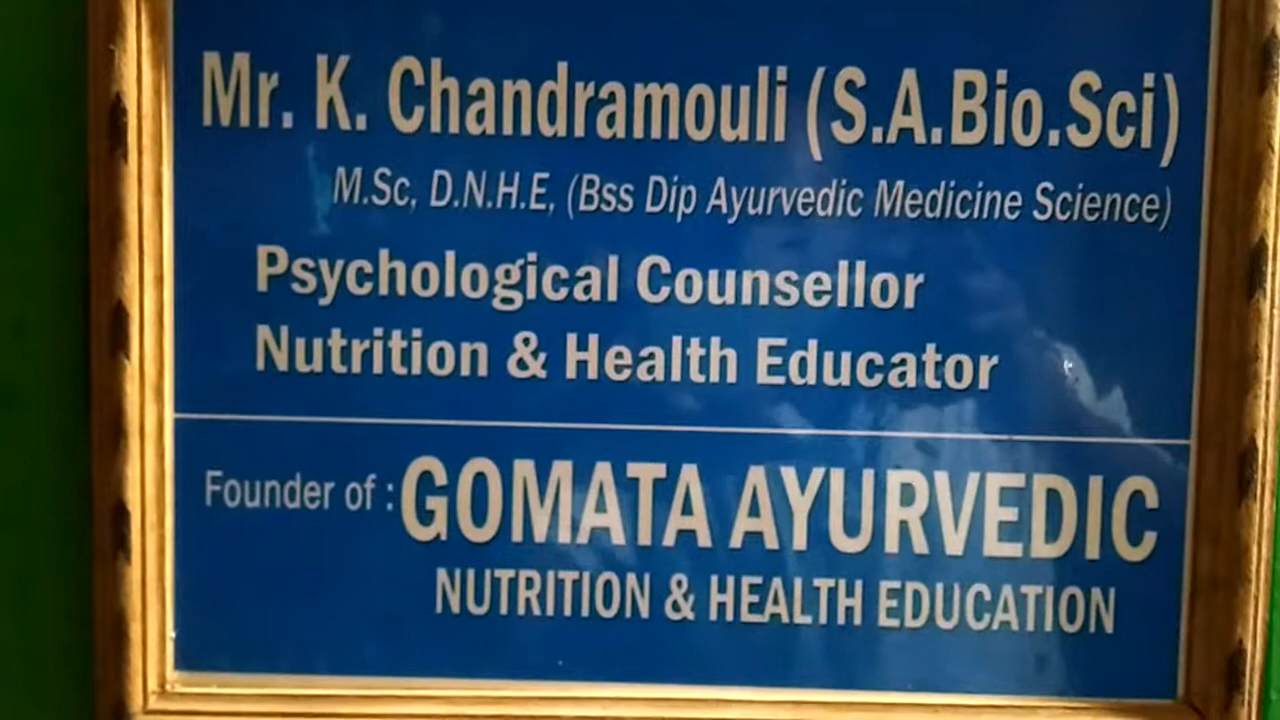 Mr. K. Chandramouli (S.A.Bio.Sci)
M.Sc, D.N.H.E, (Bss Dip Ayurvedic Medicine Science)
Psychological Counsellor
Nutrition & Health Educator
Founder of : GOMATA AYURVEDIC
NUTRITION & HEALTH EDUCATION